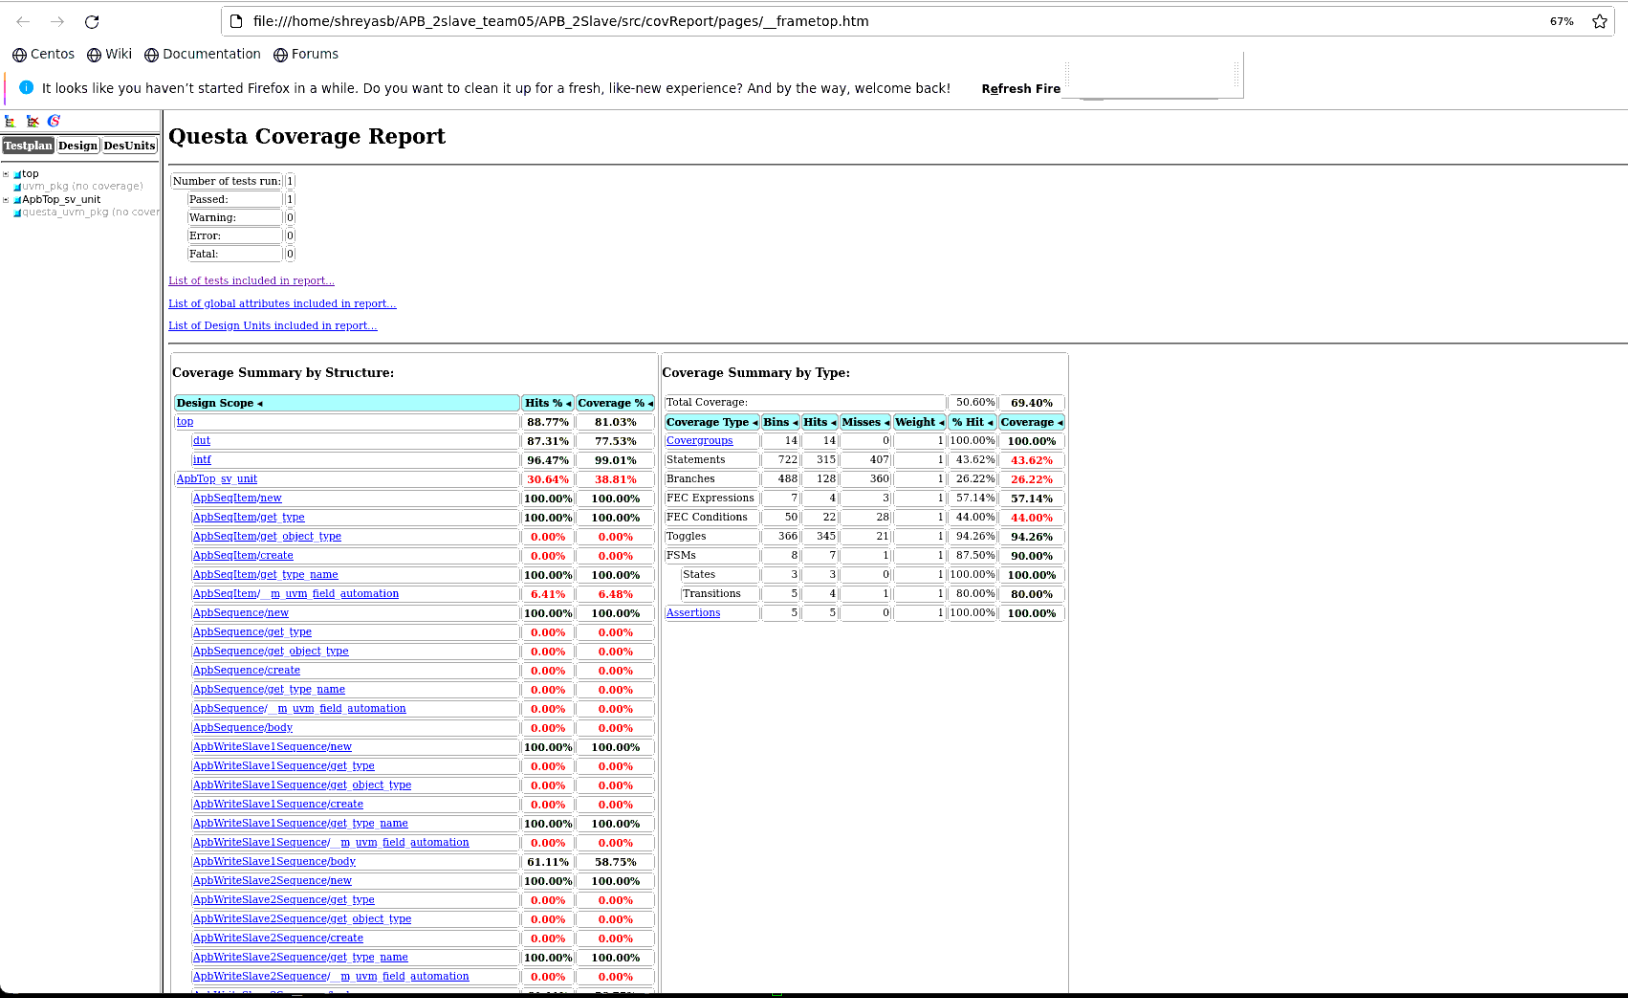 file:///home/shreyasb/APB_2slave_team05/APB_2Slave/src/covReport/pages/__frametop.htm 67%
Centos Wiki Documentation Forums
It looks like you haven't started Firefox in a while. Do you want to clean it up for a fresh, like-new experience? And by the way, welcome back! Refresh Fire
Testplan Design DesUnits
top
uvm_pkg (no coverage)
ApbTop_sv_unit
questa_uvm_pkg (no cover
Questa Coverage Report
Number of tests run: 1
Passed: 1
Warning: 0
Error: 0
Fatal: 0
List of tests included in report...
List of global attributes included in report...
List of Design Units included in report...
Coverage Summary by Structure:
Design Scope Hits % Coverage %
top 88.77% 81.03%
dut 87.31% 77.53%
intf 96.47% 99.01%
ApbTop_sv_unit 30.64% 38.81%
ApbSeqItem/new 100.00% 100.00%
ApbSeqItem/get_type 100.00% 100.00%
ApbSeqItem/get_object_type 0.00% 0.00%
ApbSeqItem/create 0.00% 0.00%
ApbSeqItem/get_type_name 100.00% 100.00%
ApbSeqItem/__m_uvm_field_automation 6.41% 6.48%
ApbSequence/new 100.00% 100.00%
ApbSequence/get_type 0.00% 0.00%
ApbSequence/get_object_type 0.00% 0.00%
ApbSequence/create 0.00% 0.00%
ApbSequence/get_type_name 0.00% 0.00%
ApbSequence/__m_uvm_field_automation 0.00% 0.00%
ApbSequence/body 0.00% 0.00%
ApbWriteSlave1Sequence/new 100.00% 100.00%
ApbWriteSlave1Sequence/get_type 0.00% 0.00%
ApbWriteSlave1Sequence/get_object_type 0.00% 0.00%
ApbWriteSlave1Sequence/create 0.00% 0.00%
ApbWriteSlave1Sequence/get_type_name 100.00% 100.00%
ApbWriteSlave1Sequence/__m_uvm_field_automation 0.00% 0.00%
ApbWriteSlave1Sequence/body 61.11% 58.75%
ApbWriteSlave2Sequence/new 100.00% 100.00%
ApbWriteSlave2Sequence/get_type 0.00% 0.00%
ApbWriteSlave2Sequence/get_object_type 0.00% 0.00%
ApbWriteSlave2Sequence/create 0.00% 0.00%
ApbWriteSlave2Sequence/get_type_name 100.00% 100.00%
ApbWriteSlave2Sequence/__m_uvm_field_automation 0.00% 0.00%
Coverage Summary by Type:
Total Coverage: 50.60% 69.40%
Coverage Type Bins Hits Misses Weight % Hit Coverage
Covergroups 14 14 0 1 100.00% 100.00%
Statements 722 315 407 1 43.62% 43.62%
Branches 488 128 360 1 26.22% 26.22%
FEC Expressions 7 4 3 1 57.14% 57.14%
FEC Conditions 50 22 28 1 44.00% 44.00%
Toggles 366 345 21 1 94.26% 94.26%
FSMs 8 7 1 1 87.50% 90.00%
States 3 3 0 1 100.00% 100.00%
Transitions 5 4 1 1 80.00% 80.00%
Assertions 5 5 0 1 100.00% 100.00%